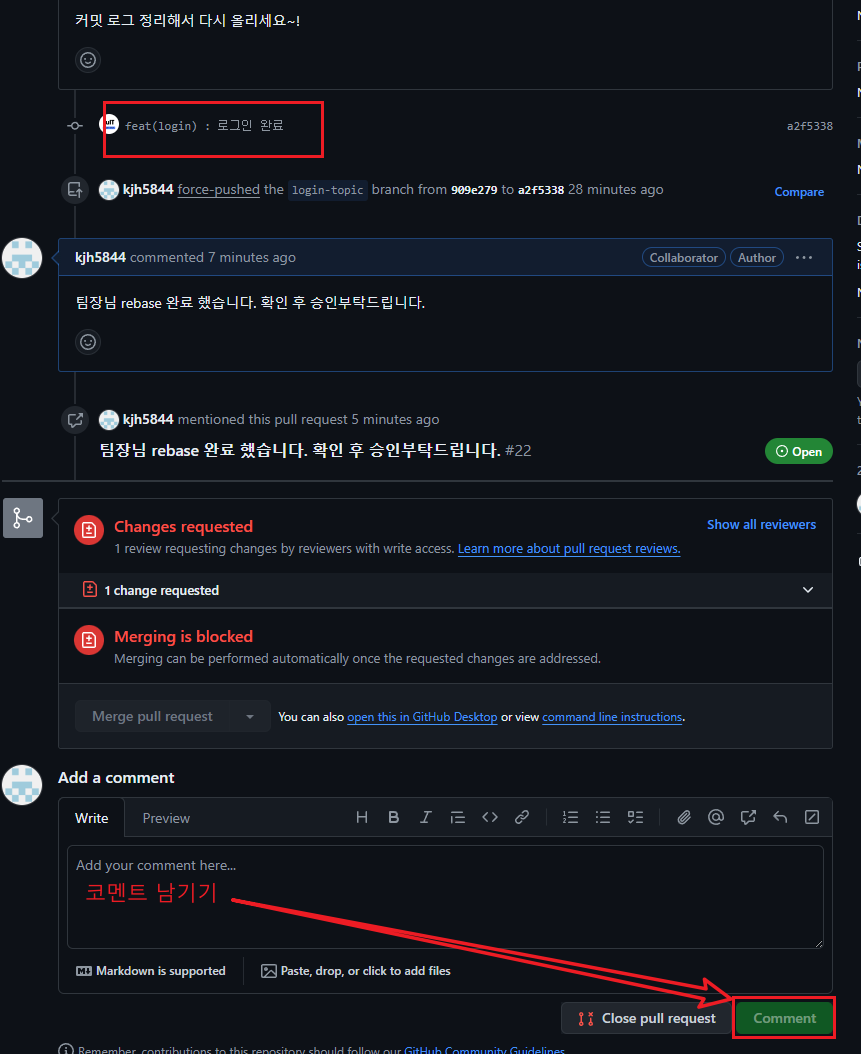 커밋 로그 정리해서 다시 올리세요~!
feat(login) : 로그인 완료
a2f5338
kjh5844 force-pushed the login-topic branch from 909e279 to a2f5338 28 minutes ago
Compare
kjh5844 commented 7 minutes ago
Collaborator
Author
팀장님 rebase 완료 했습니다. 확인 후 승인부탁드립니다.
kjh5844 mentioned this pull request 5 minutes ago
팀장님 rebase 완료 했습니다. 확인 후 승인부탁드립니다. #22
Open
Changes requested
Show all reviewers
1 review requesting changes by reviewers with write access. Learn more about pull request reviews.
1 change requested
Merging is blocked
Merging can be performed automatically once the requested changes are addressed.
Merge pull request
You can also open this in GitHub Desktop or view command line instructions.
Add a comment
Write
Preview
Add your comment here...
코멘트 남기기
Markdown is supported
Paste, drop, or click to add files
Close pull request
Comment
Remember, contributions to this repository should follow our GitHub Community Guidelines.